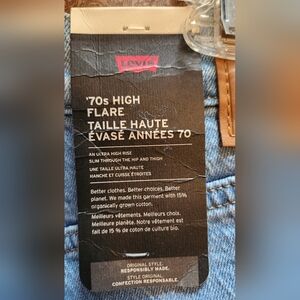 Levi's
'70s HIGH
FLARE
TAILLE HAUTE
ÉVASÉ ANNÉES 70
AN ULTRA HIGH RISE
SLIM THROUGH THE HIP AND THIGH
UNE TAILLE ULTRA HAUTE
HANCHE ET CUISSE ÉTROITES
Better clothes. Better choices. Better
planet. We made this garment with 15%
organically grown cotton.
Meilleurs vêtements. Meilleurs choix.
Meilleure planète. Notre vêtement est
fait de 15 % de coton de culture bio.
ORIGINAL STYLE.
RESPONSIBLY MADE.
STYLE ORIGINAL.
CONFECTION RESPONSABLE.